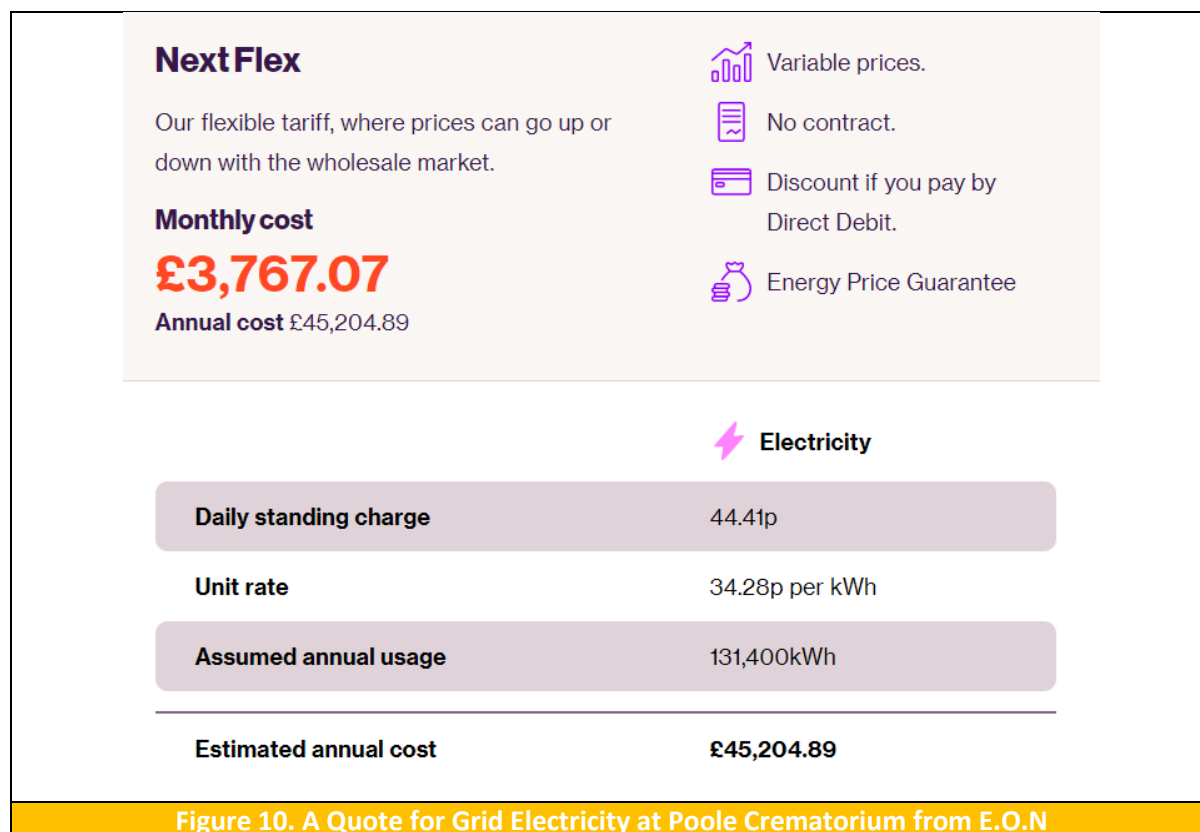 Next Flex
Our flexible tariff, where prices can go up or
down with the wholesale market.
Monthly cost
£3,767.07
Annual cost £45,204.89
Variable prices.
No contract.
Discount if you pay by
Direct Debit.
Energy Price Guarantee
Electricity
Daily standing charge 44.41p
Unit rate 34.28p per kWh
Assumed annual usage 131,400kWh
Estimated annual cost £45,204.89
Figure 10. A Quote for Grid Electricity at Poole Crematorium from E.O.N